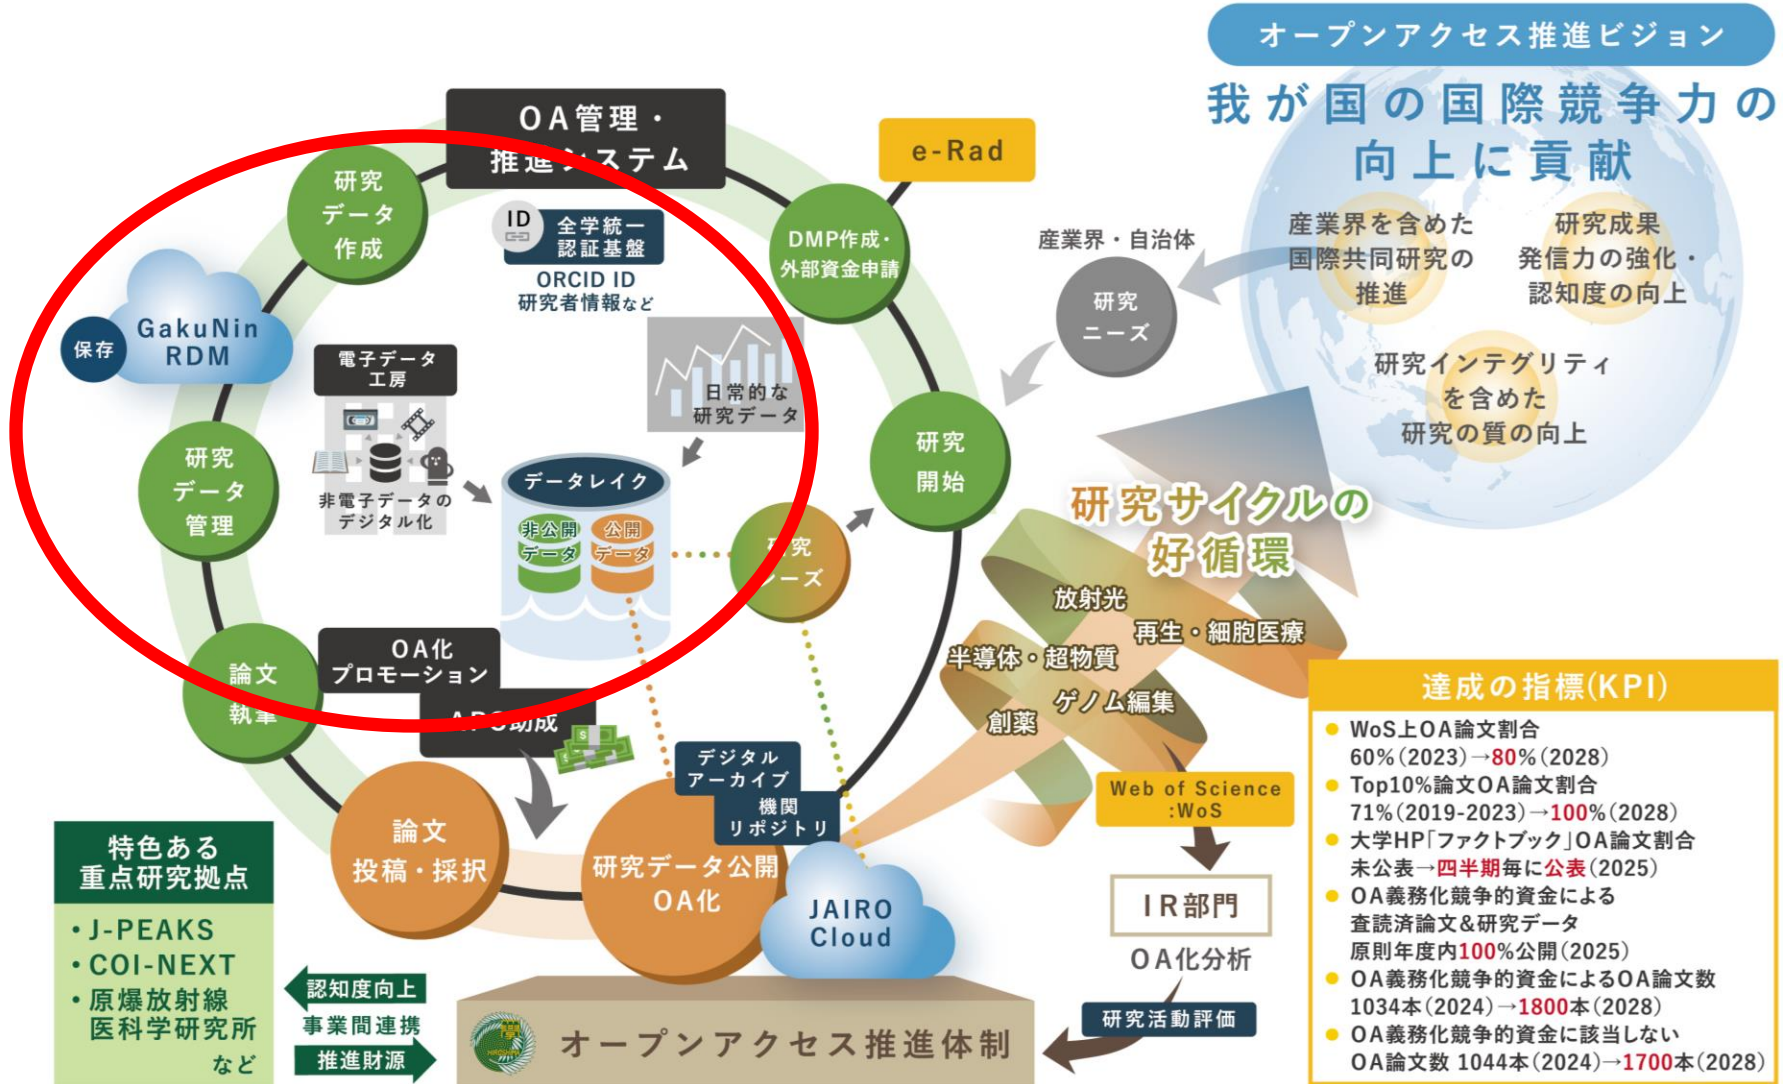 オープンアクセス推進ビジョン
我が国の国際競争力の
向上に貢献
産業界を含めた
国際共同研究の
推進
研究成果
発信力の強化・
認知度の向上
研究インテグリティ
を含めた
研究の質の向上
OA管理・
推進システム
e-Rad
研究
データ
作成
ID
全学統一
認証基盤
ORCID ID
研究者情報など
DMP作成・
外部資金申請
産業界・自治体
研究
ニーズ
保存
GakuNin
RDM
電子データ
工房
非電子データの
デジタル化
日常的な
研究データ
研究
データ
管理
データレイク
非公開
データ
公開
データ
研究
シーズ
研究
開始
研究サイクルの
好循環
放射光
再生・細胞医療
半導体・超物質
ゲノム編集
創薬
論文
執筆
OA化
プロモーション
APC助成
論文
投稿・採択
デジタル
アーカイブ
機関
リポジトリ
研究データ公開
OA化
JAIRO
Cloud
Web of Science
:WoS
IR部門
OA化分析
研究活動評価
特色ある
重点研究拠点
・J-PEAKS
・COI-NEXT
・原爆放射線
医科学研究所
など
認知度向上
事業間連携
推進財源
オープンアクセス推進体制
達成の指標(KPI)
● WoS上OA論文割合
60%(2023)→80%(2028)
● Top10%論文OA論文割合
71%(2019-2023)→100%(2028)
● 大学HP「ファクトブック」OA論文割合
未公表→四半期毎に公表(2025)
● OA義務化競争的資金による
査読済論文&研究データ
原則年度内100%公開(2025)
● OA義務化競争的資金によるOA論文数
1034本(2024)→1800本(2028)
● OA義務化競争的資金に該当しない
OA論文数 1044本(2024)→1700本(2028)